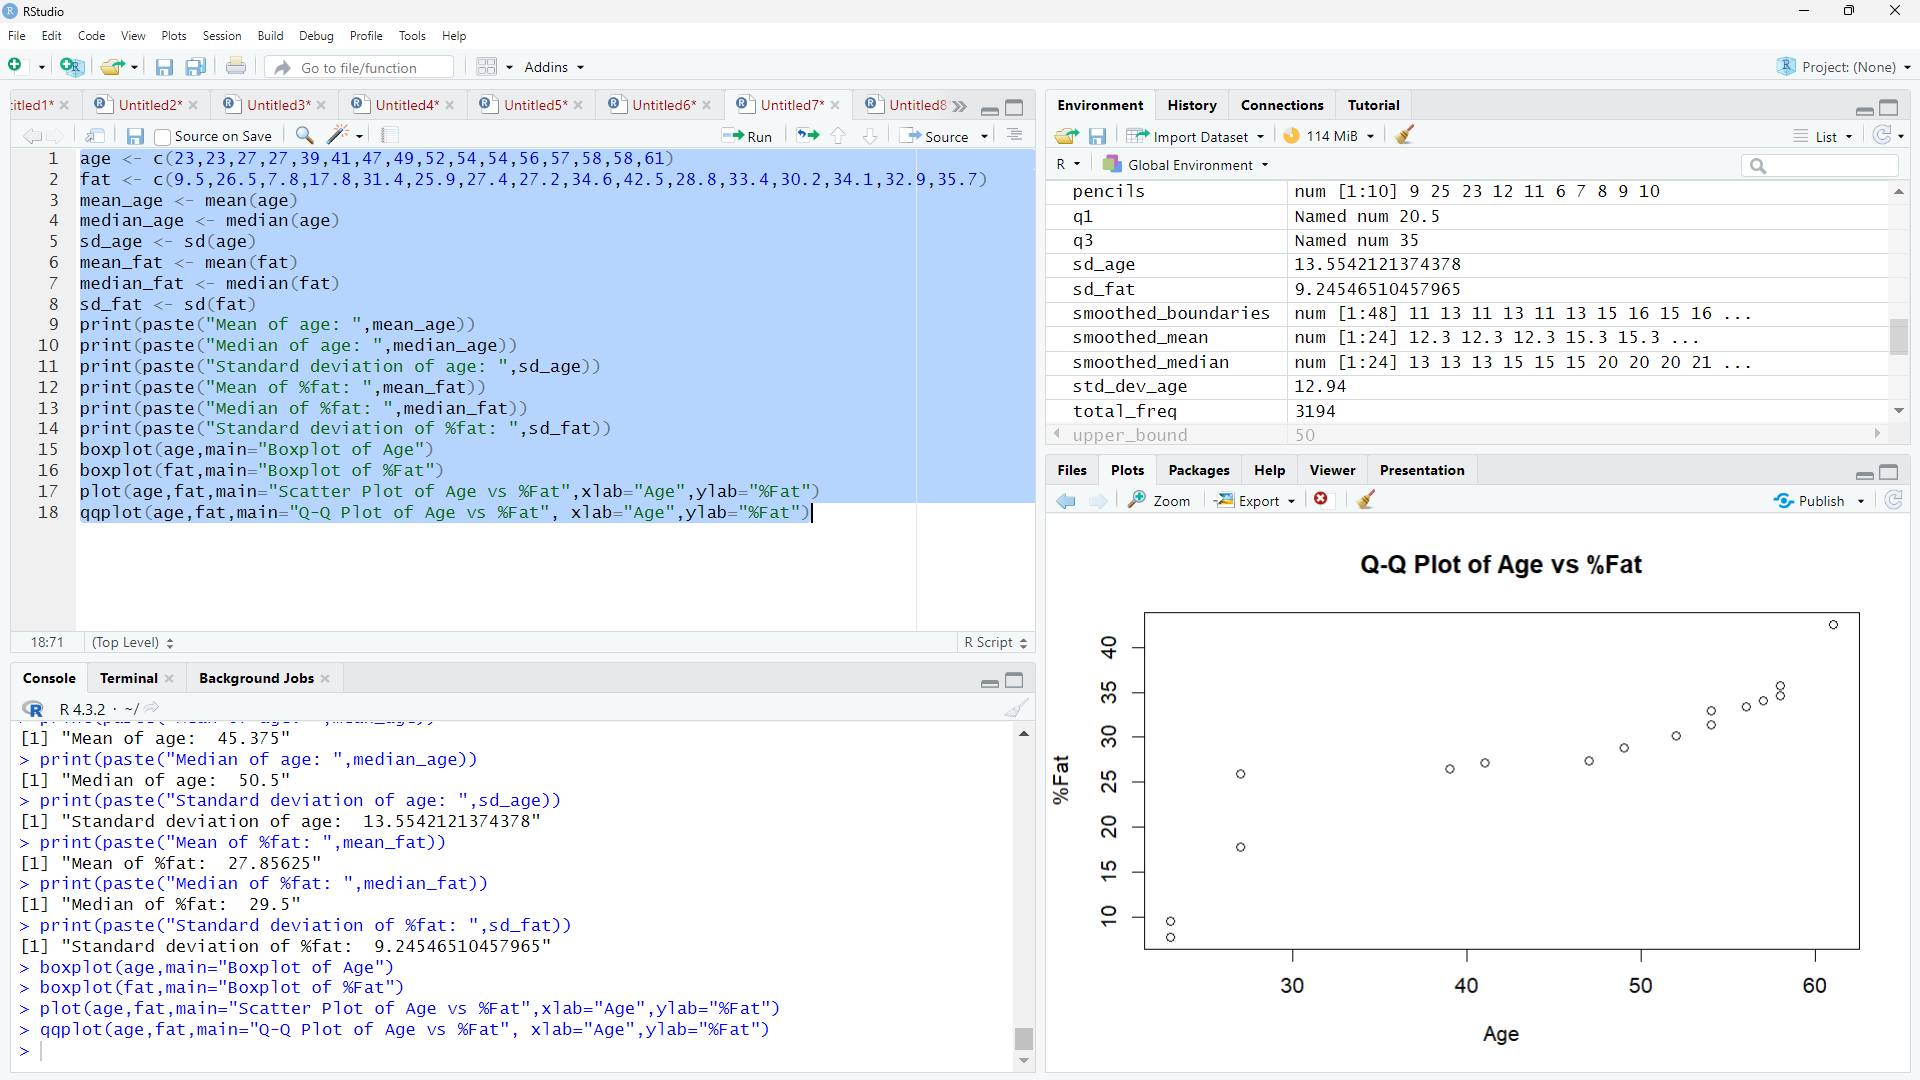 RStudio
File Edit Code View Plots Session Build Debug Profile Tools Help
Go to file/function Addins Project: (None)
titled1* Untitled2* Untitled3* Untitled4* Untitled5* Untitled6* Untitled7* Untitled8
Source on Save Run Source
1 age <- c(23,23,27,27,39,41,47,49,52,54,54,56,57,58,58,61)
2 fat <- c(9.5,26.5,7.8,17.8,31.4,25.9,27.4,27.2,34.6,42.5,28.8,33.4,30.2,34.1,32.9,35.7)
3 mean_age <- mean(age)
4 median_age <- median(age)
5 sd_age <- sd(age)
6 mean_fat <- mean(fat)
7 median_fat <- median(fat)
8 sd_fat <- sd(fat)
9 print(paste("Mean of age: ",mean_age))
10 print(paste("Median of age: ",median_age))
11 print(paste("Standard deviation of age: ",sd_age))
12 print(paste("Mean of %fat: ",mean_fat))
13 print(paste("Median of %fat: ",median_fat))
14 print(paste("Standard deviation of %fat: ",sd_fat))
15 boxplot(age,main="Boxplot of Age")
16 boxplot(fat,main="Boxplot of %Fat")
17 plot(age,fat,main="Scatter Plot of Age vs %Fat",xlab="Age",ylab="%Fat")
18 qqplot(age,fat,main="Q-Q Plot of Age vs %Fat", xlab="Age",ylab="%Fat")
18:71 (Top Level) R Script
Console Terminal Background Jobs
R 4.3.2 · ~/
[1] "Mean of age:  45.375"
> print(paste("Median of age: ",median_age))
[1] "Median of age:  50.5"
> print(paste("Standard deviation of age: ",sd_age))
[1] "Standard deviation of age:  13.5542121374378"
> print(paste("Mean of %fat: ",mean_fat))
[1] "Mean of %fat:  27.85625"
> print(paste("Median of %fat: ",median_fat))
[1] "Median of %fat:  29.5"
> print(paste("Standard deviation of %fat: ",sd_fat))
[1] "Standard deviation of %fat:  9.24546510457965"
> boxplot(age,main="Boxplot of Age")
> boxplot(fat,main="Boxplot of %Fat")
> plot(age,fat,main="Scatter Plot of Age vs %Fat",xlab="Age",ylab="%Fat")
> qqplot(age,fat,main="Q-Q Plot of Age vs %Fat", xlab="Age",ylab="%Fat")
>
Environment History Connections Tutorial
Import Dataset 114 MiB List
R Global Environment
pencils num [1:10] 9 25 23 12 11 6 7 8 9 10
q1 Named num 20.5
q3 Named num 35
sd_age 13.5542121374378
sd_fat 9.24546510457965
smoothed_boundaries num [1:48] 11 13 11 13 11 13 15 16 15 16 ...
smoothed_mean num [1:24] 12.3 12.3 12.3 15.3 15.3 ...
smoothed_median num [1:24] 13 13 13 15 15 15 20 20 20 21 ...
std_dev_age 12.94
total_freq 3194
upper_bound 50
Files Plots Packages Help Viewer Presentation
Zoom Export Publish
Q-Q Plot of Age vs %Fat
%Fat
40
35
30
25
20
15
10
30 40 50 60
Age